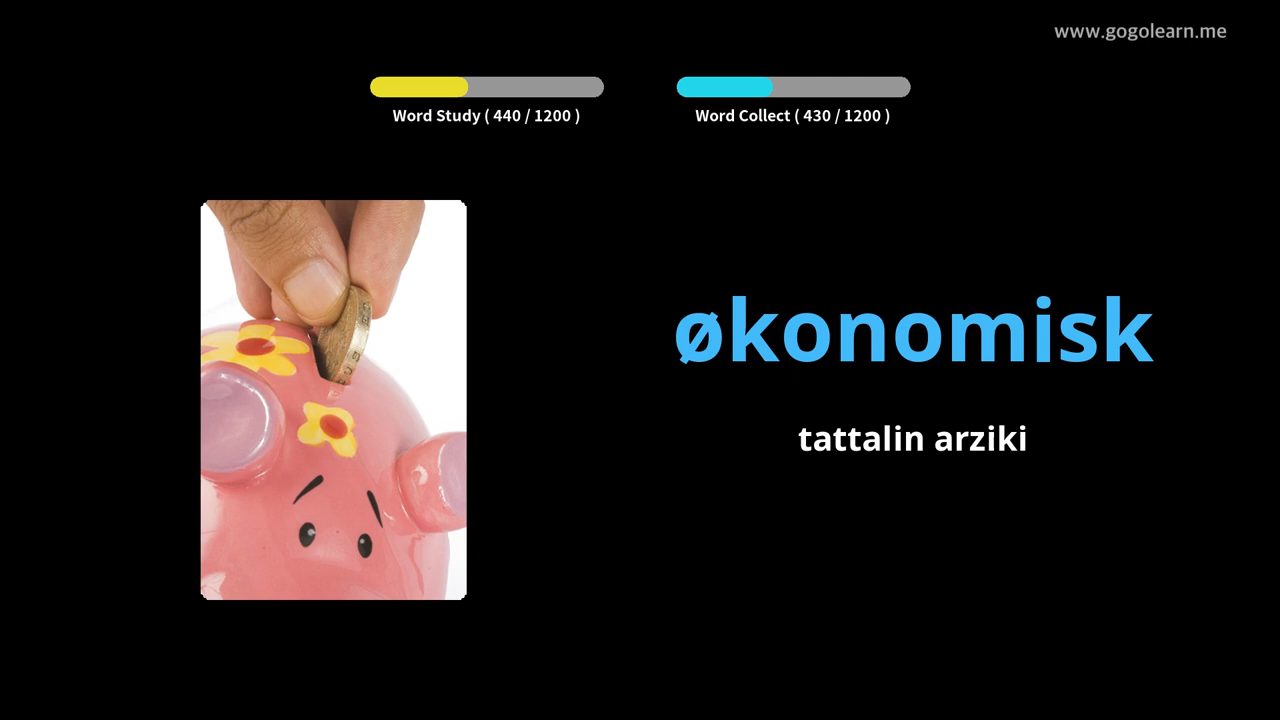 www.gogolearn.me
Word Study ( 440 / 1200 )
Word Collect ( 430 / 1200 )
økonomisk
tattalin arziki